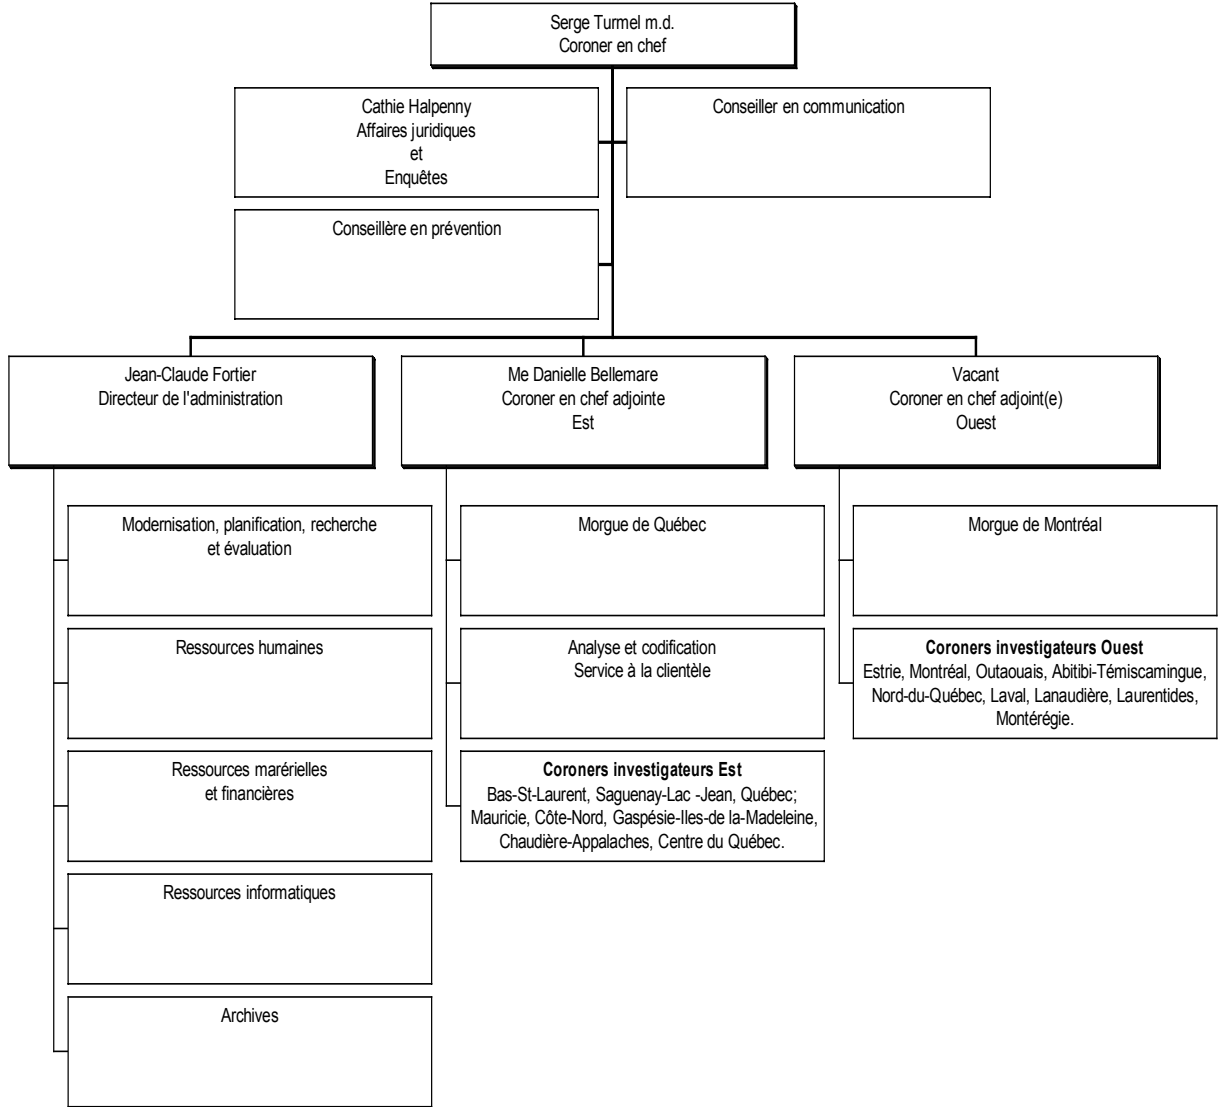 Serge Turmel m.d.
Coroner en chef
Cathie Halpenny
Affaires juridiques
et
Enquêtes
Conseiller en communication
Conseillère en prévention
Jean-Claude Fortier
Directeur de l'administration
Me Danielle Bellemare
Coroner en chef adjointe
Est
Vacant
Coroner en chef adjoint(e)
Ouest
Modernisation, planification, recherche
et évaluation
Ressources humaines
Ressources marérielles
et financières
Ressources informatiques
Archives
Morgue de Québec
Analyse et codification
Service à la clientèle
Coroners investigateurs Est
Bas-St-Laurent, Saguenay-Lac -Jean, Québec;
Mauricie, Côte-Nord, Gaspésie-Iles-de la-Madeleine,
Chaudière-Appalaches, Centre du Québec.
Morgue de Montréal
Coroners investigateurs Ouest
Estrie, Montréal, Outaouais, Abitibi-Témiscamingue,
Nord-du-Québec, Laval, Lanaudière, Laurentides,
Montérégie.